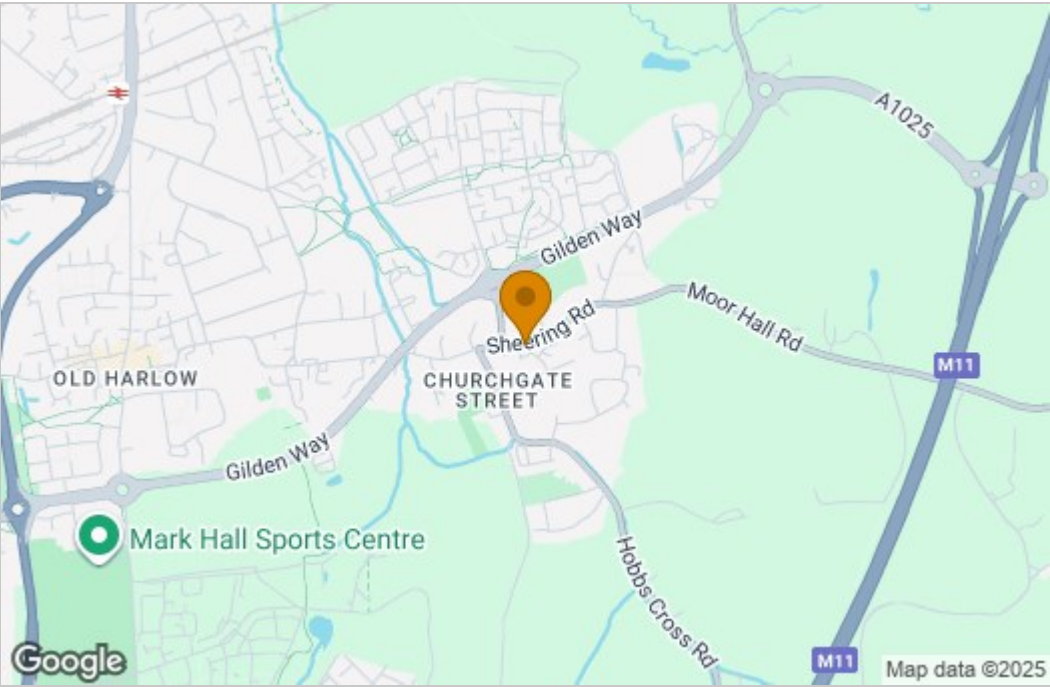 A1025
Gilden Way
Moor Hall Rd
Sheering Rd
M11
OLD HARLOW
CHURCHGATE
STREET
Gilden Way
Mark Hall Sports Centre
Hobbs Cross Rd
M11
Google
Map data ©2025